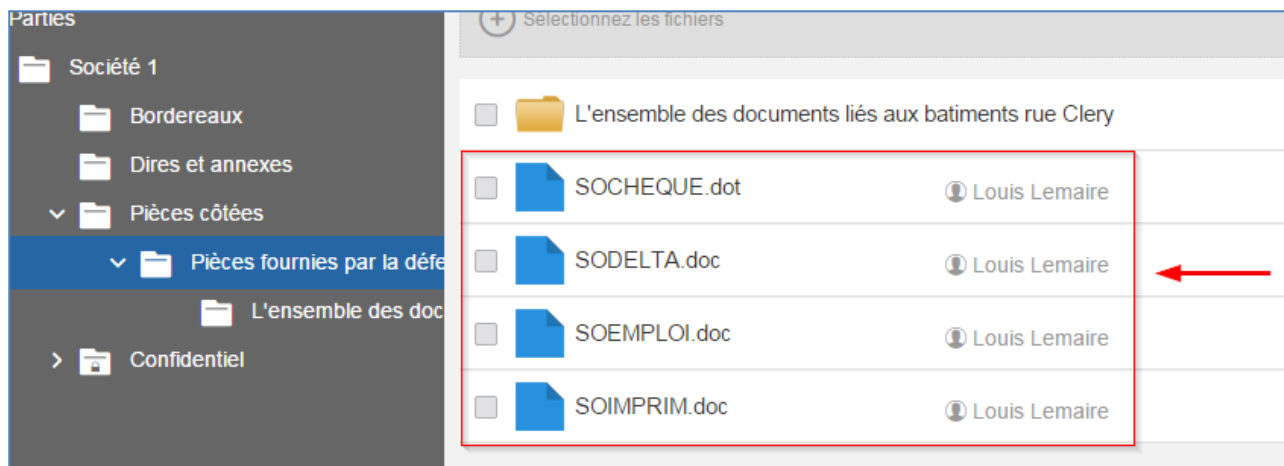 Parties
Société 1
Bordereaux
Dires et annexes
Pièces côtées
Pièces fournies par la défe
L'ensemble des doc
Confidentiel
Sélectionnez les fichiers
L'ensemble des documents liés aux batiments rue Clery
SOCHEQUE.dot Louis Lemaire
SODELTA.doc Louis Lemaire
SOEMPLOI.doc Louis Lemaire
SOIMPRIM.doc Louis Lemaire